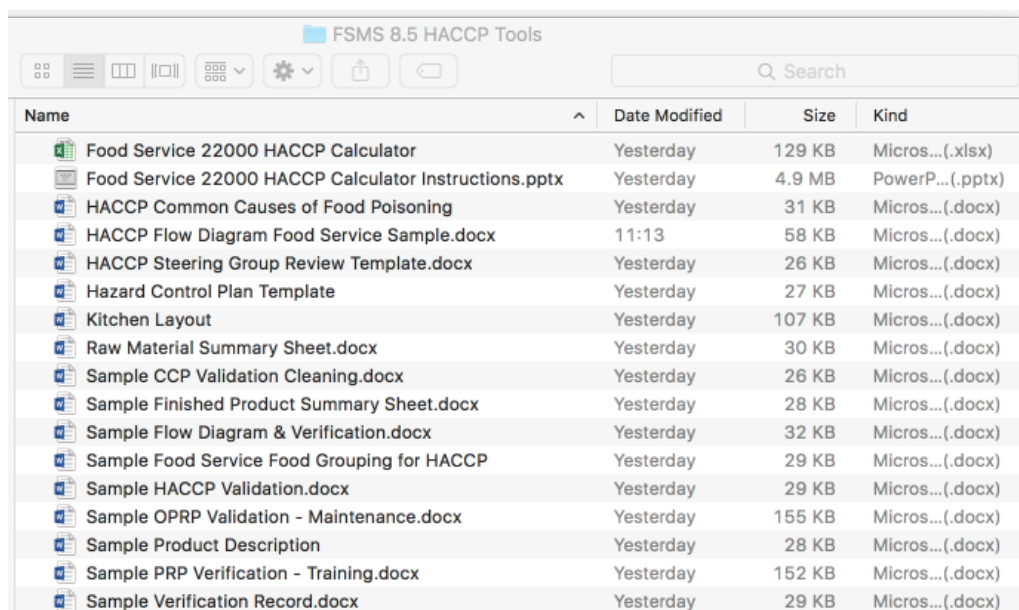 FSMS 8.5 HACCP Tools
Search
Name Date Modified Size Kind
Food Service 22000 HACCP Calculator Yesterday 129 KB Micros...(.xlsx)
Food Service 22000 HACCP Calculator Instructions.pptx Yesterday 4.9 MB PowerP...(.pptx)
HACCP Common Causes of Food Poisoning Yesterday 31 KB Micros...(.docx)
HACCP Flow Diagram Food Service Sample.docx 11:13 58 KB Micros...(.docx)
HACCP Steering Group Review Template.docx Yesterday 26 KB Micros...(.docx)
Hazard Control Plan Template Yesterday 27 KB Micros...(.docx)
Kitchen Layout Yesterday 107 KB Micros...(.docx)
Raw Material Summary Sheet.docx Yesterday 30 KB Micros...(.docx)
Sample CCP Validation Cleaning.docx Yesterday 26 KB Micros...(.docx)
Sample Finished Product Summary Sheet.docx Yesterday 28 KB Micros...(.docx)
Sample Flow Diagram & Verification.docx Yesterday 32 KB Micros...(.docx)
Sample Food Service Food Grouping for HACCP Yesterday 29 KB Micros...(.docx)
Sample HACCP Validation.docx Yesterday 29 KB Micros...(.docx)
Sample OPRP Validation - Maintenance.docx Yesterday 155 KB Micros...(.docx)
Sample Product Description Yesterday 28 KB Micros...(.docx)
Sample PRP Verification - Training.docx Yesterday 152 KB Micros...(.docx)
Sample Verification Record.docx Yesterday 29 KB Micros...(.docx)